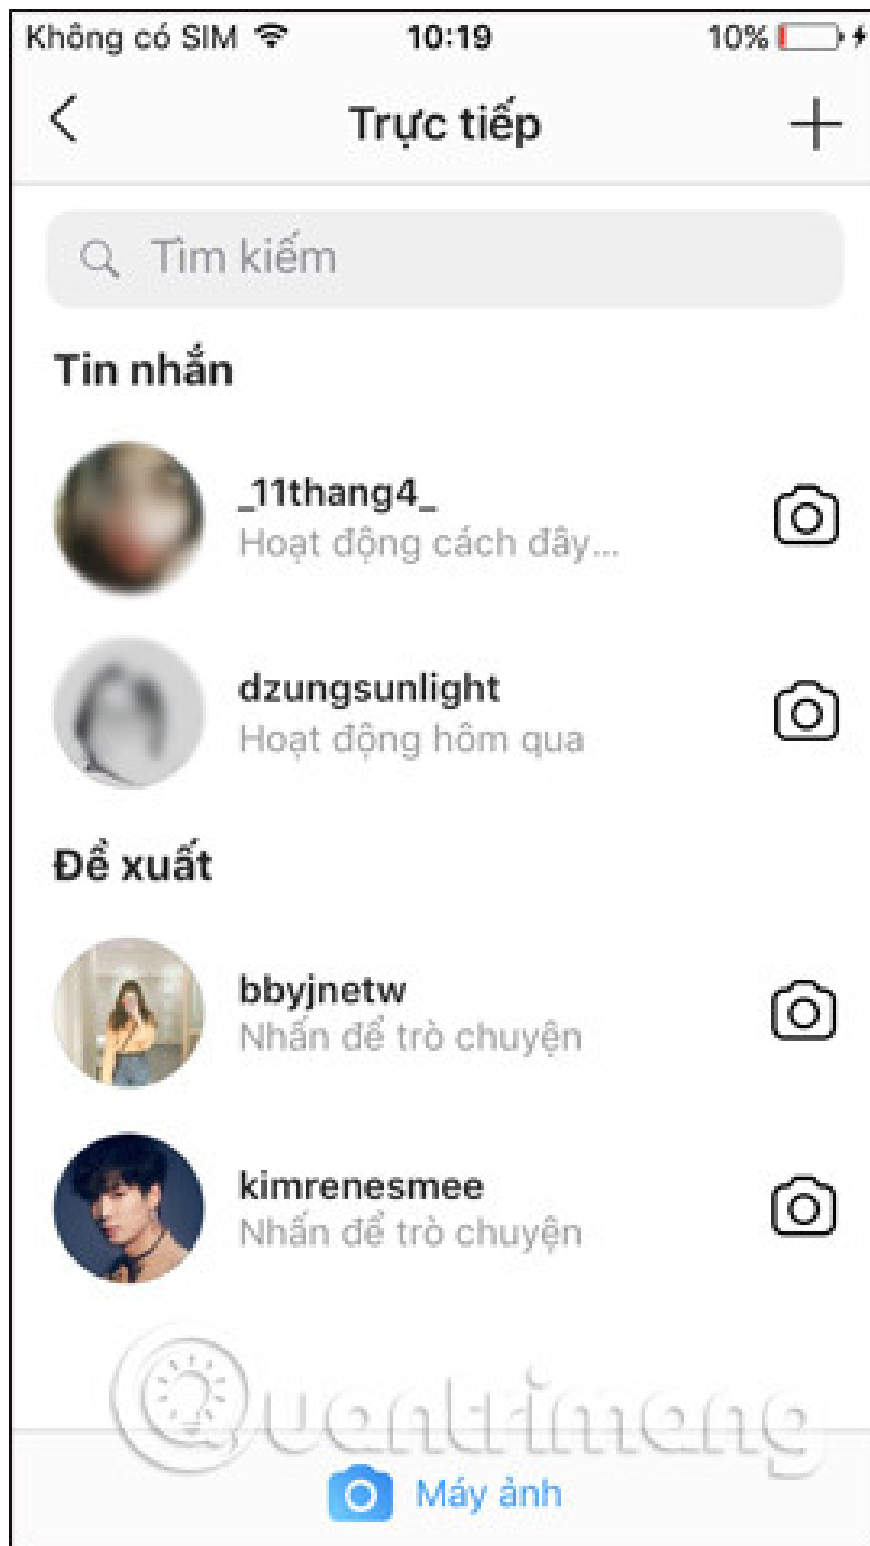 Không có SIM 10:19 10%
Trực tiếp
Tìm kiếm
Tin nhắn
_11thang4_
Hoạt động cách đây...
dzungsunlight
Hoạt động hôm qua
Đề xuất
bbyjnetw
Nhấn để trò chuyện
kimrenesmee
Nhấn để trò chuyện
Quantrimang
Máy ảnh